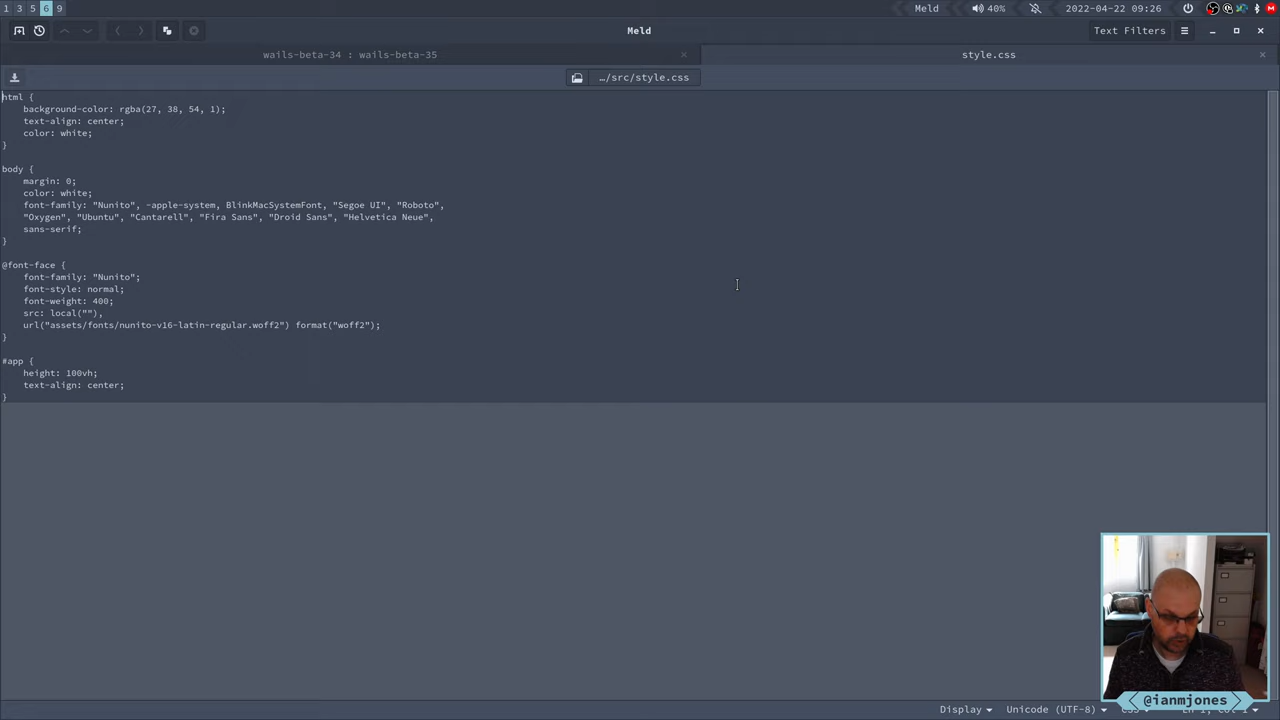 1 3 5 6 9
Meld
40%
2022-04-22 09:26
Meld
Text Filters
wails-beta-34 : wails-beta-35
style.css
…/src/style.css
html {
    background-color: rgba(27, 38, 54, 1);
    text-align: center;
    color: white;
}
body {
    margin: 0;
    color: white;
    font-family: "Nunito", -apple-system, BlinkMacSystemFont, "Segoe UI", "Roboto",
    "Oxygen", "Ubuntu", "Cantarell", "Fira Sans", "Droid Sans", "Helvetica Neue",
    sans-serif;
}
@font-face {
    font-family: "Nunito";
    font-style: normal;
    font-weight: 400;
    src: local(""),
    url("assets/fonts/nunito-v16-latin-regular.woff2") format("woff2");
}
#app {
    height: 100vh;
    text-align: center;
}
@ianmjones
Display
Unicode (UTF-8)
CSS
Ln 1, Col 1